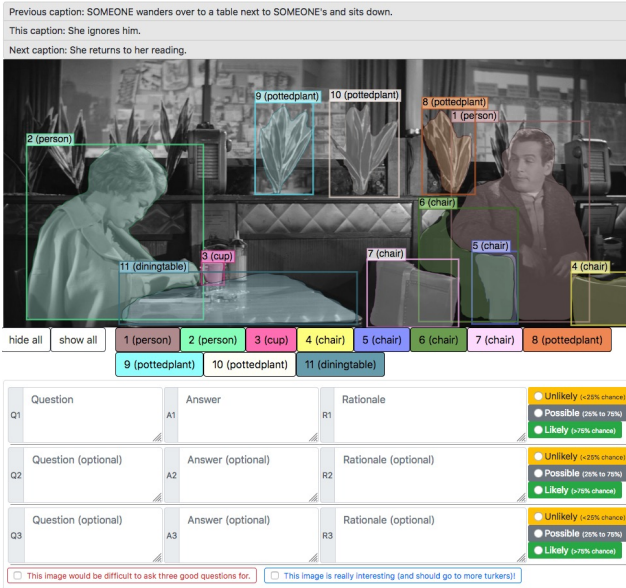 Previous caption: SOMEONE wanders over to a table next to SOMEONE's and sits down.
This caption: She ignores him.
Next caption: She returns to her reading.
9 (pottedplant)
10 (pottedplant)
8 (pottedplant)
1 (person)
2 (person)
6 (chair)
3 (cup)
7 (chair)
5 (chair)
11 (diningtable)
4 (chair)
hide all show all 1 (person) 2 (person) 3 (cup) 4 (chair) 5 (chair) 6 (chair) 7 (chair) 8 (pottedplant)
9 (pottedplant) 10 (pottedplant) 11 (diningtable)
Q1 Question A1 Answer R1 Rationale
Unlikely (<25% chance)
Possible (25% to 75%)
Likely (>75% chance)
Q2 Question (optional) A2 Answer (optional) R2 Rationale (optional)
Unlikely (<25% chance)
Possible (25% to 75%)
Likely (>75% chance)
Q3 Question (optional) A3 Answer (optional) R3 Rationale (optional)
Unlikely (<25% chance)
Possible (25% to 75%)
Likely (>75% chance)
This image would be difficult to ask three good questions for. This image is really interesting (and should go to more turkers)!